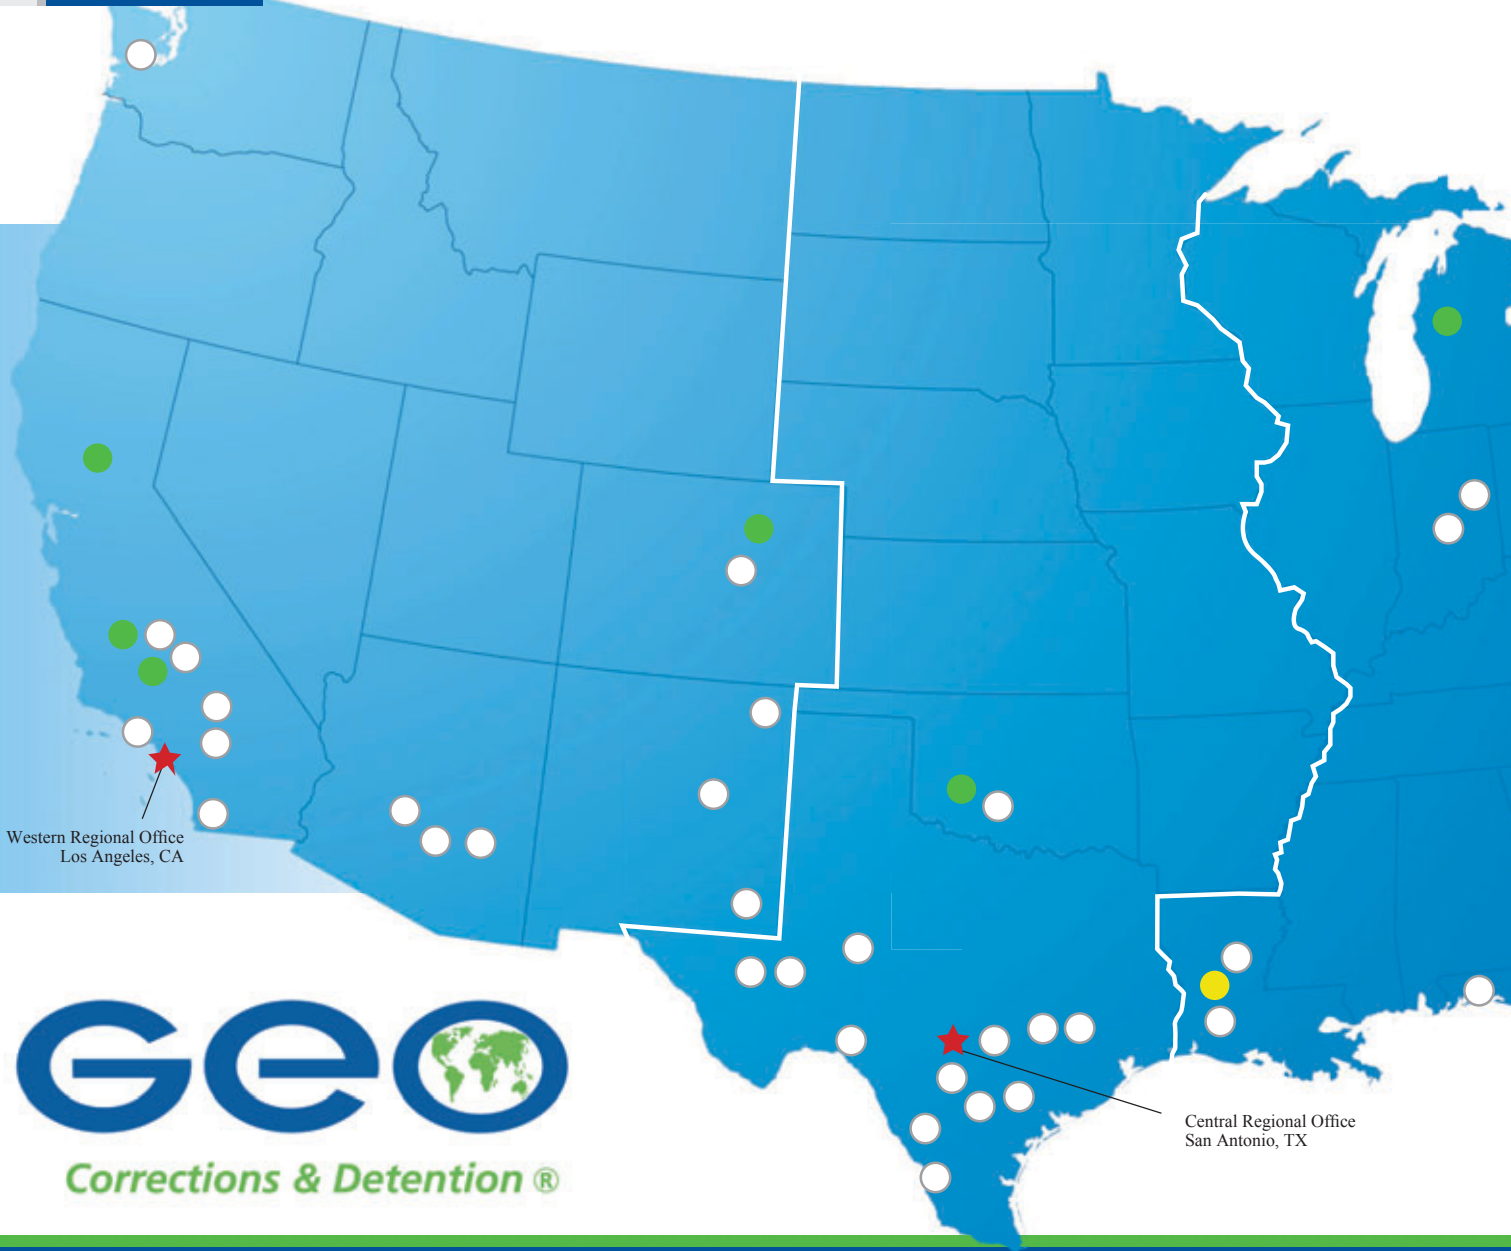 Western Regional Office
Los Angeles, CA
GEO
Corrections & Detention ®
Central Regional Office
San Antonio, TX